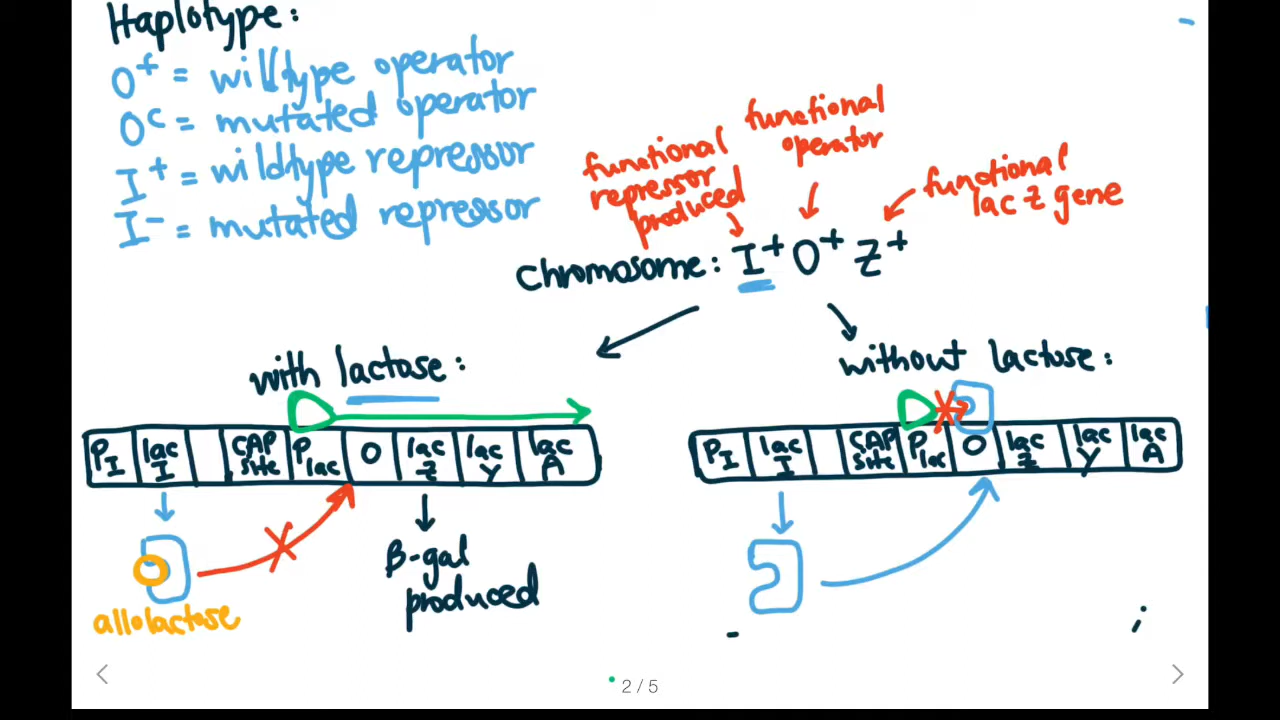 Haplotype:
O+ = wildtype operator
Oc = mutated operator
I+ = wildtype repressor
I- = mutated repressor
functional
repressor
produced
functional
operator
functional
lac Z gene
chromosome: I+ O+ Z+
with lactose:
without lactose:
PI lac I CAP site Plac O lac Z lac Y lac A
PI lac I CAP site Plac O lac Z lac Y lac A
allolactose
β-gal
produced
2 / 5